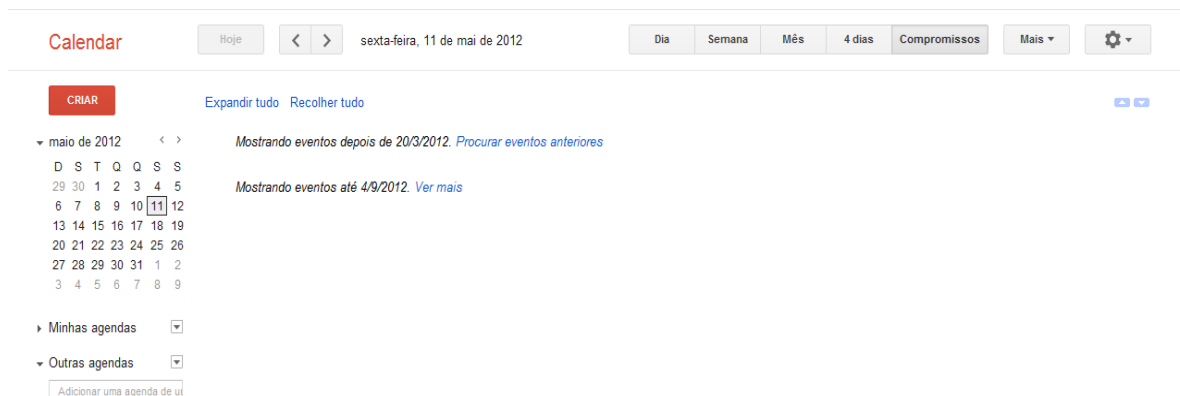 Calendar
Hoje
sexta-feira, 11 de mai de 2012
Dia
Semana
Mês
4 dias
Compromissos
Mais
CRIAR
Expandir tudo Recolher tudo
maio de 2012
D S T Q Q S S
29 30 1 2 3 4 5
6 7 8 9 10 11 12
13 14 15 16 17 18 19
20 21 22 23 24 25 26
27 28 29 30 31 1 2
3 4 5 6 7 8 9
Minhas agendas
Outras agendas
Adicionar uma agenda de
Mostrando eventos depois de 20/3/2012. Procurar eventos anteriores
Mostrando eventos até 4/9/2012. Ver mais